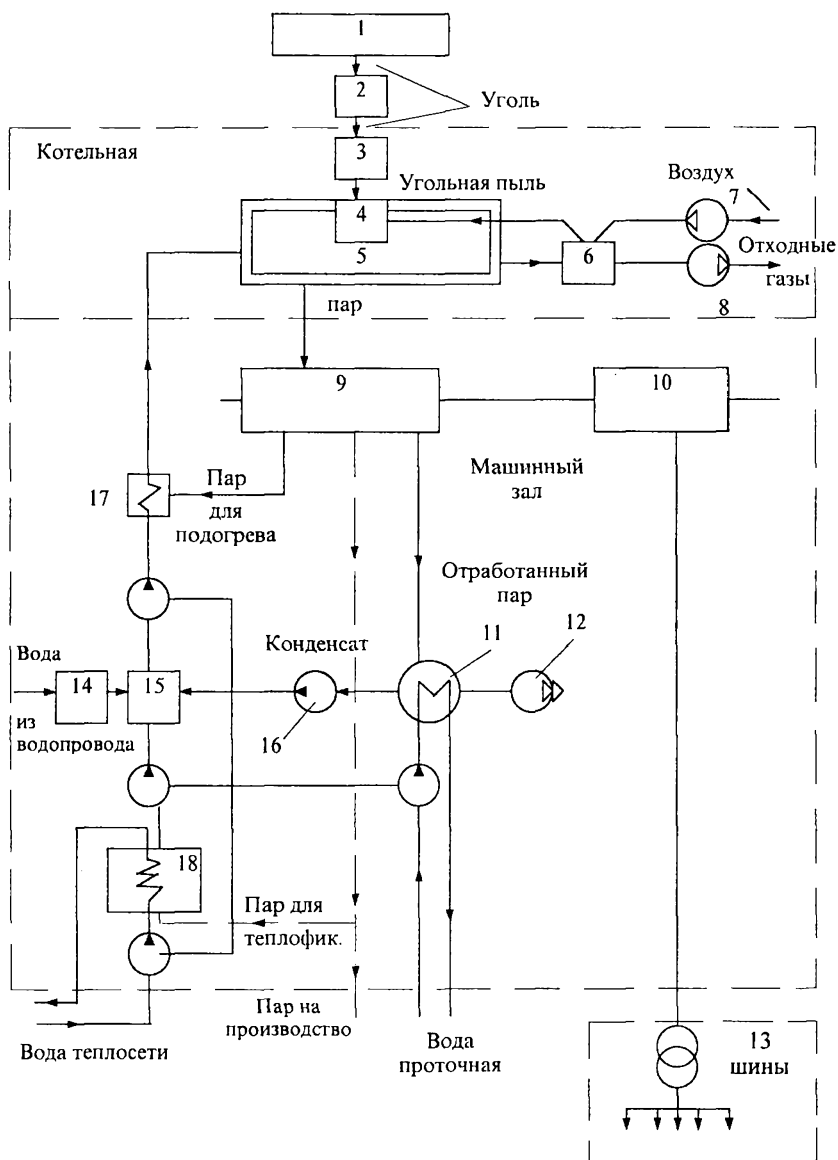 1
2
Уголь
Котельная
3
Угольная пыль
Воздух
7
4
5
6
Отходные
газы
8
пар
9
10
Машинный
зал
17
Пар
для
подогрева
Отработанный
пар
11
12
Конденсат
16
Вода
14
15
из
водопровода
18
Пар для
теплофик.
Пар на
производство
Вода теплосети
Вода
проточная
13
шины